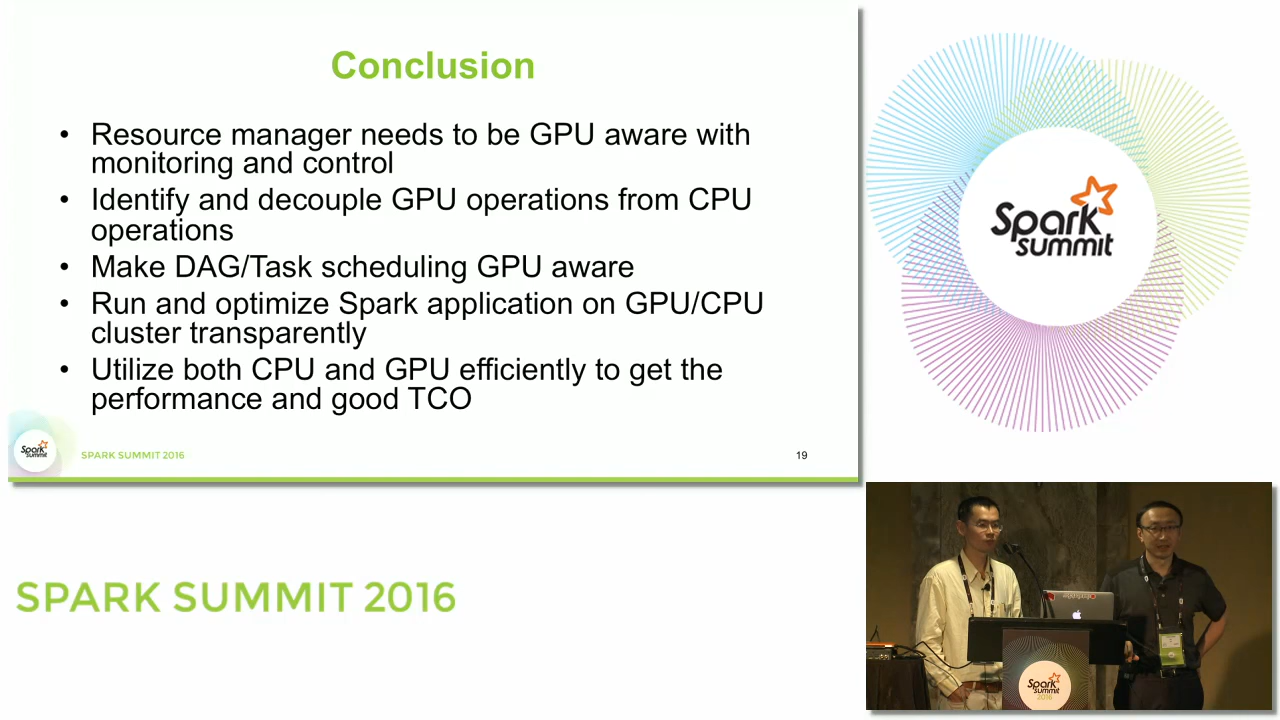 Conclusion
• Resource manager needs to be GPU aware with
monitoring and control
• Identify and decouple GPU operations from CPU
operations
• Make DAG/Task scheduling GPU aware
• Run and optimize Spark application on GPU/CPU
cluster transparently
• Utilize both CPU and GPU efficiently to get the
performance and good TCO
Spark
summit
SPARK SUMMIT 2016
19
Spark
summit
SPARK SUMMIT 2016
Spark
summit
2016